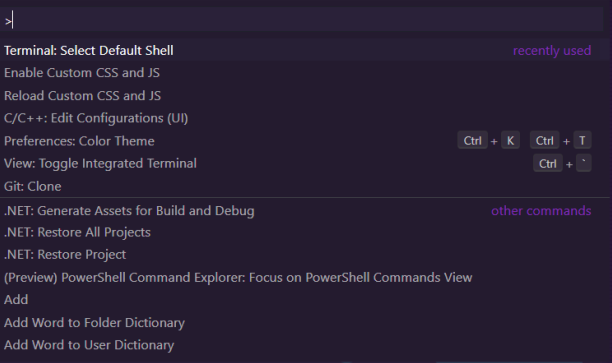 >
Terminal: Select Default Shell recently used
Enable Custom CSS and JS
Reload Custom CSS and JS
C/C++: Edit Configurations (UI)
Preferences: Color Theme Ctrl + K Ctrl + T
View: Toggle Integrated Terminal Ctrl + `
Git: Clone
.NET: Generate Assets for Build and Debug other commands
.NET: Restore All Projects
.NET: Restore Project
(Preview) PowerShell Command Explorer: Focus on PowerShell Commands View
Add
Add Word to Folder Dictionary
Add Word to User Dictionary